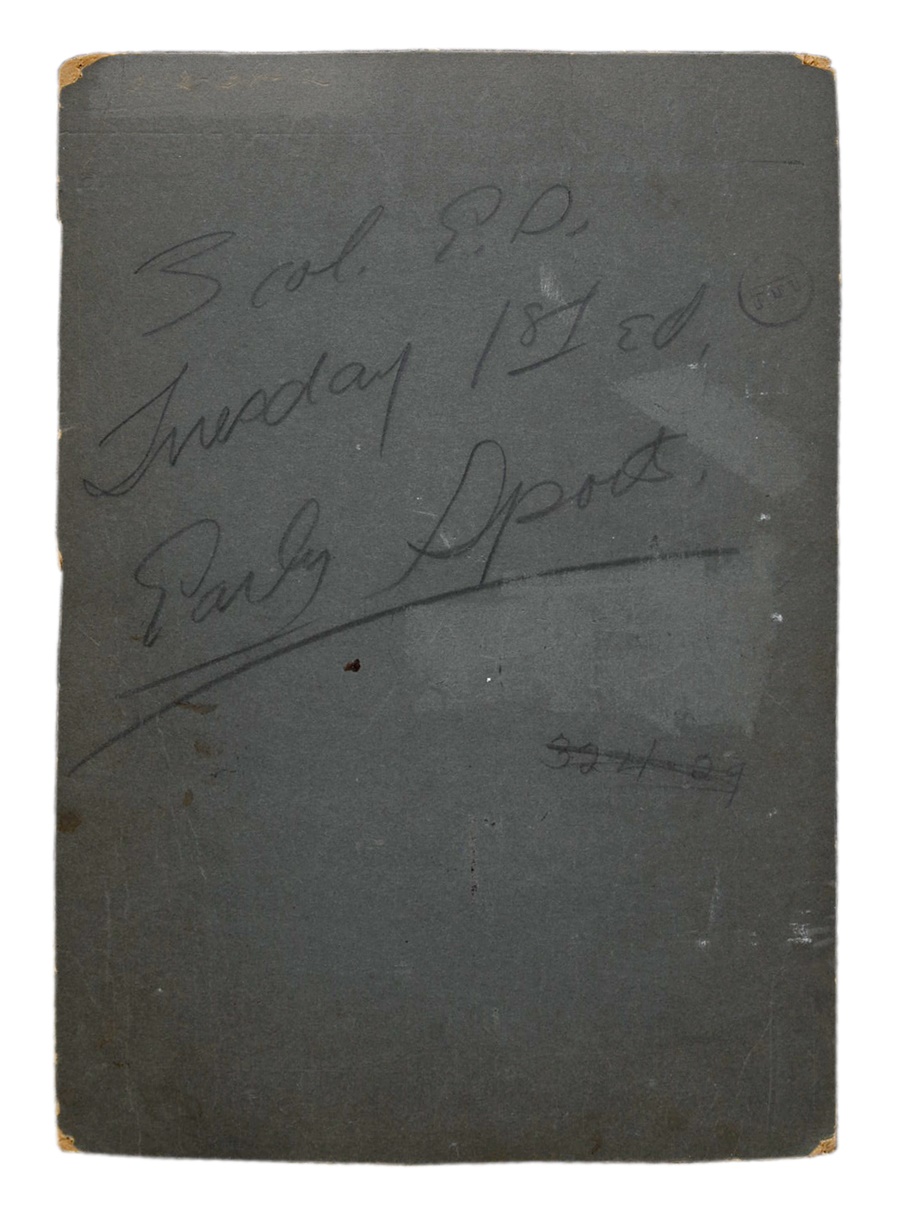 3 col. E.D.
Tuesday 1st ed.
Early Sports.